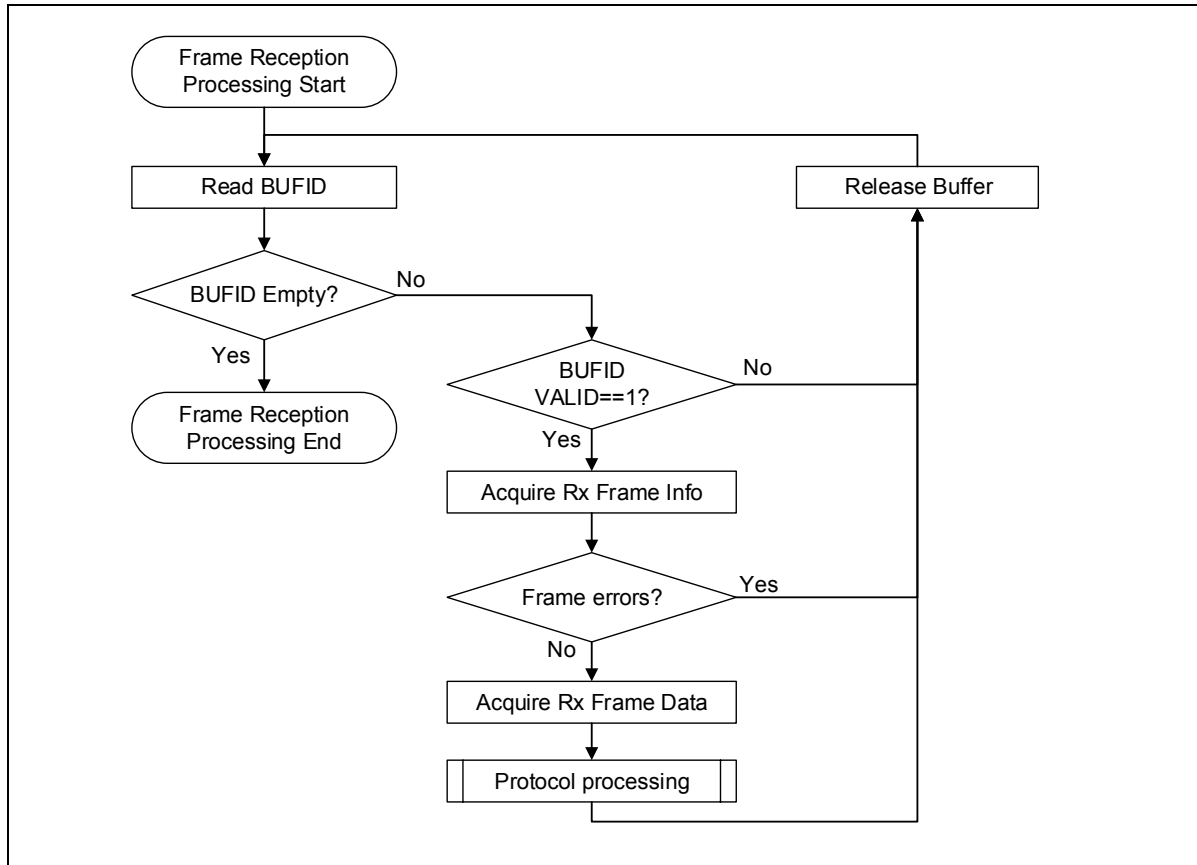 Frame Reception
Processing Start
Read BUFID
Release Buffer
BUFID Empty?
No
Yes
Frame Reception
Processing End
BUFID
VALID==1?
No
Yes
Acquire Rx Frame Info
Frame errors?
Yes
No
Acquire Rx Frame Data
Protocol processing